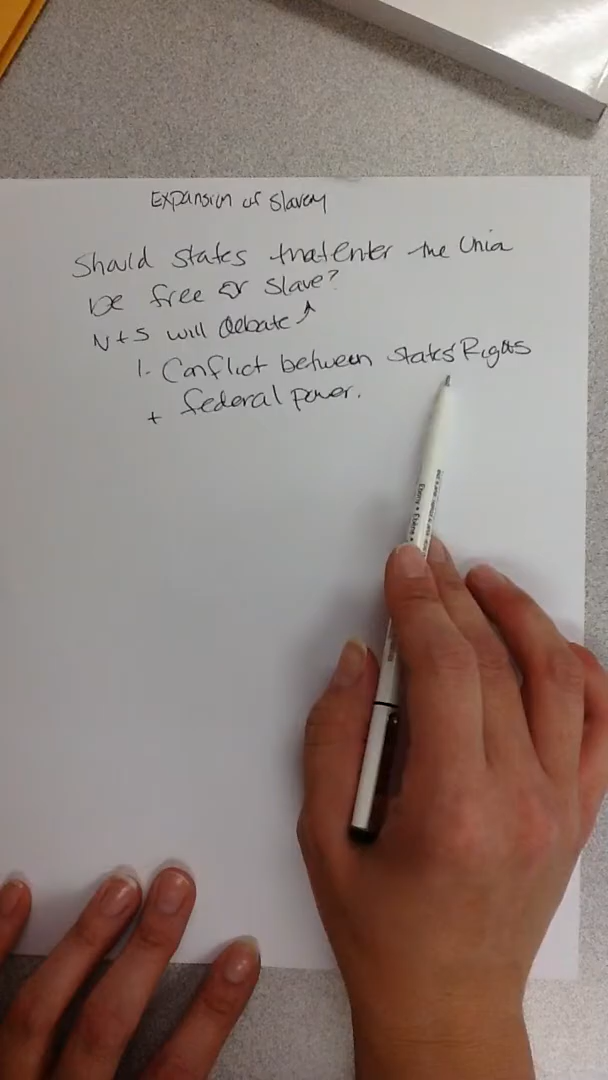 Expansion of Slavery
Should states that enter the Union
be free or slave?
N + S will debate ↑
1. Conflict between states' Rights
+ federal power.